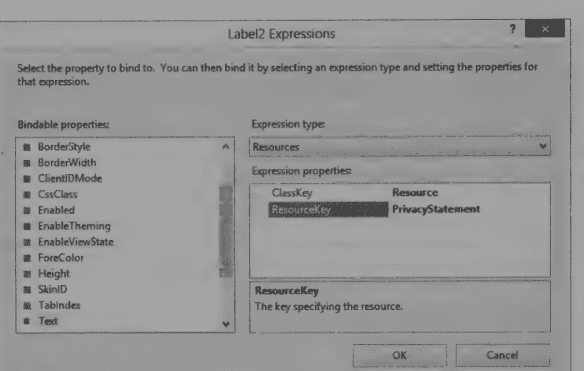 Label2 Expressions
? ×
Select the property to bind to. You can then bind it by selecting an expression type and setting the properties for
that expression.
Bindable properties:
BorderStyle
BorderWidth
ClientIDMode
CssClass
Enabled
EnableTheming
EnableViewState
ForeColor
Height
SkinID
TabIndex
Text
Expression type:
Resources
Expression properties:
ClassKey Resource
ResourceKey PrivacyStatement
ResourceKey
The key specifying the resource.
OK Cancel